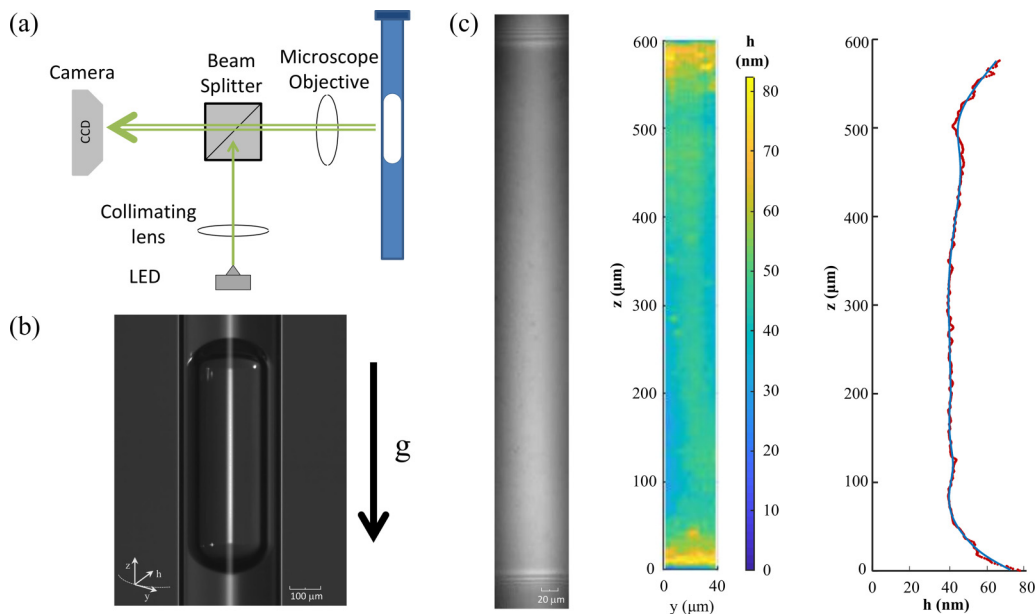 (a)
Camera
CCD
Beam
Splitter
Microscope
Objective
Collimating
lens
LED
(b)
g
z
h
y
100 µm
(c)
20 µm
600
500
400
300
200
100
0
z (µm)
0
40
y (µm)
h
(nm)
80
70
60
50
40
30
20
10
0
600
500
400
300
200
100
0
z (µm)
0
20
40
60
80
h (nm)